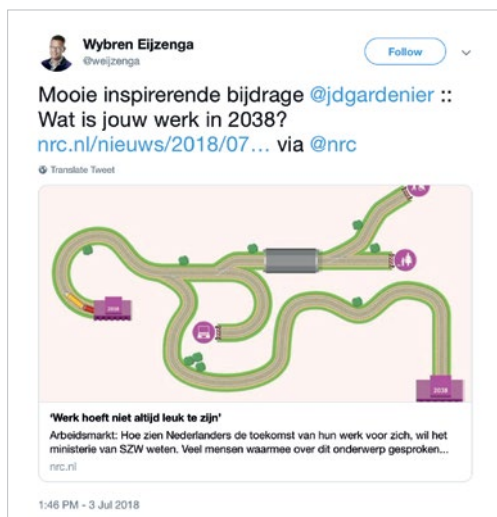 Wybren Eijzenga
@weijzenga
Follow
Mooie inspirerende bijdrage @jdgardenier ::
Wat is jouw werk in 2038?
nrc.nl/nieuws/2018/07… via @nrc
Translate Tweet
2038
'Werk hoeft niet altijd leuk te zijn'
Arbeidsmarkt: Hoe zien Nederlanders de toekomst van hun werk voor zich, wil het
ministerie van SZW weten. Veel mensen waarmee over dit onderwerp gesproken...
nrc.nl
1:46 PM - 3 Jul 2018